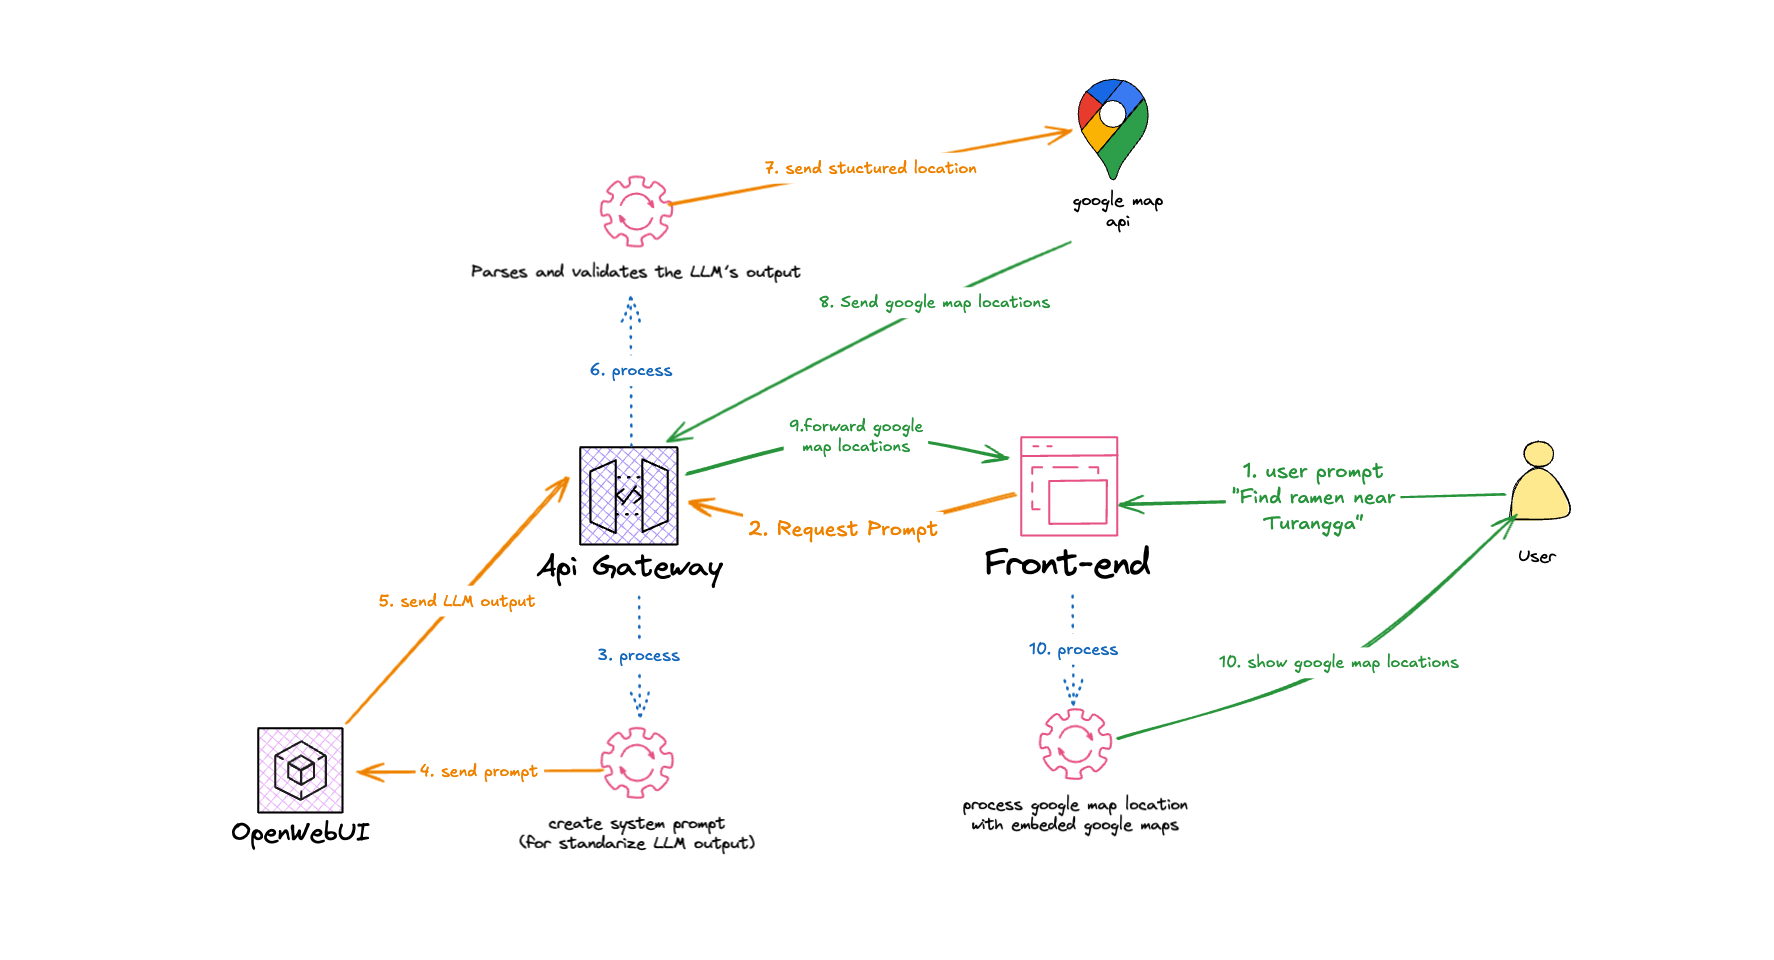 7. send stuctured location
google map
api
Parses and validates the LLM's output
8. Send google map locations
6. process
9.forward google
map locations
1. user prompt
"Find ramen near
Turangga"
2. Request Prompt
Api Gateway
Front-end
User
5. send LLM output
3. process
10. process
10. show google map locations
4. send prompt
OpenWebUI
create system prompt
(for standarize LLM output)
process google map location
with embeded google maps